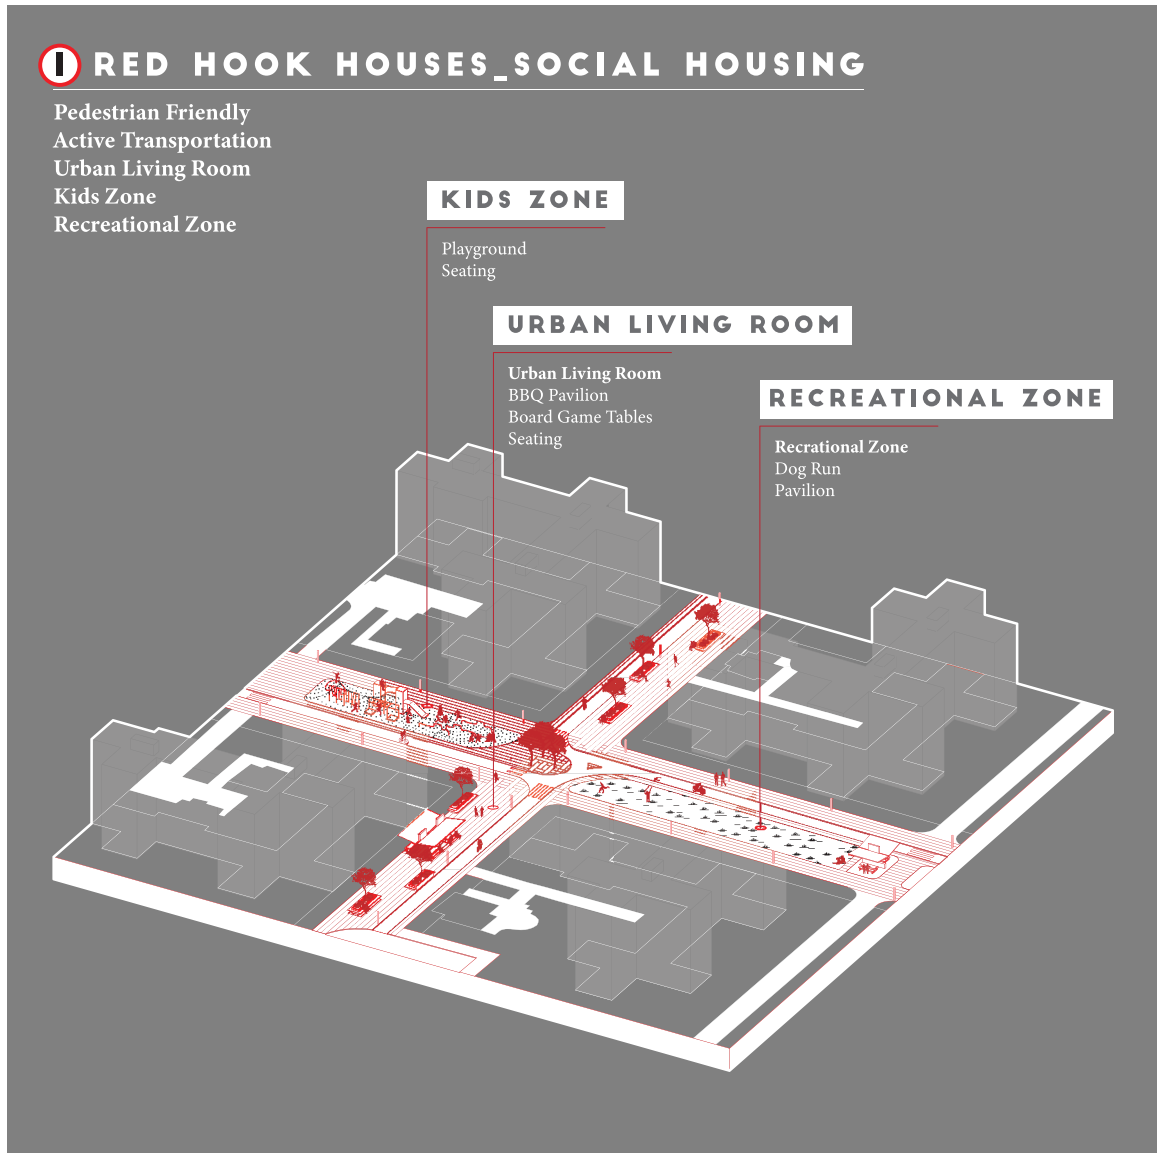 I RED HOOK HOUSES_SOCIAL HOUSING
Pedestrian Friendly
Active Transportation
Urban Living Room
Kids Zone
Recreational Zone
KIDS ZONE
Playground
Seating
URBAN LIVING ROOM
Urban Living Room
BBQ Pavilion
Board Game Tables
Seating
RECREATIONAL ZONE
Recrational Zone
Dog Run
Pavilion